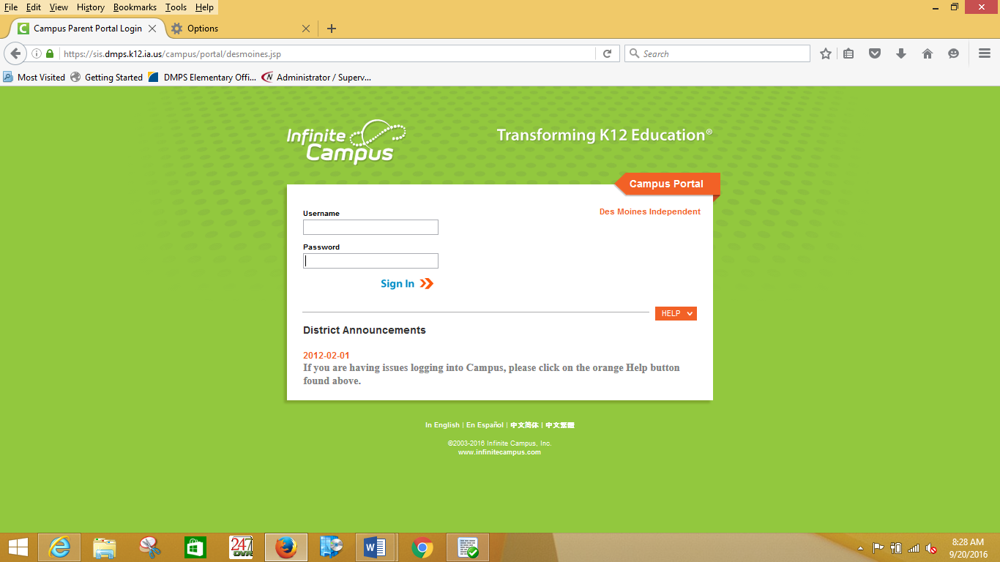 File Edit View History Bookmarks Tools Help
Campus Parent Portal Login
Options
https://sis.dmps.k12.ia.us/campus/portal/desmoines.jsp
Search
Most Visited
Getting Started
DMPS Elementary Offi...
Administrator / Superv...
Infinite
Campus
Transforming K12 Education®
Campus Portal
Des Moines Independent
Username
Password
Sign In
HELP
District Announcements
2012-02-01
If you are having issues logging into Campus, please click on the orange Help button
found above.
In English | En Español | 中文简体 | 中文繁體
©2003-2016 Infinite Campus, Inc.
www.infinitecampus.com
247
DVR
8:28 AM
9/20/2016